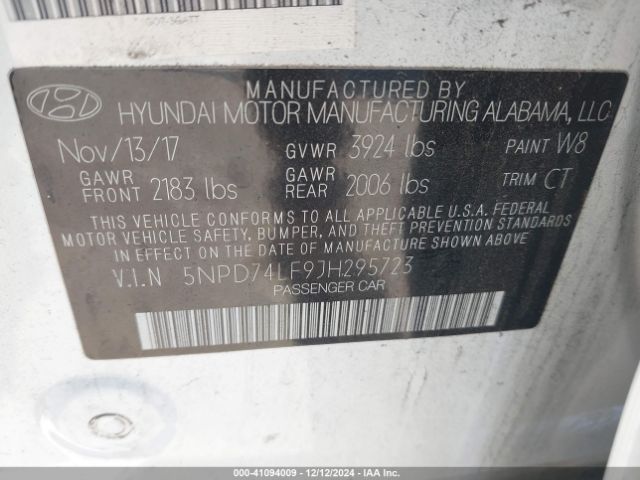 MANUFACTURED BY
HYUNDAI MOTOR MANUFACTURING ALABAMA, LLC
Nov/13/17 GVWR 3924 lbs PAINT W8
GAWR FRONT 2183 lbs GAWR REAR 2006 lbs TRIM CT
THIS VEHICLE CONFORMS TO ALL APPLICABLE U.S.A. FEDERAL
MOTOR VEHICLE SAFETY, BUMPER, AND THEFT PREVENTION STANDARDS
IN EFFECT ON THE DATE OF MANUFACTURE SHOWN ABOVE
V.I.N 5NPD74LF9JH295723
PASSENGER CAR
000-41094009 - 12/12/2024 - IAA Inc.